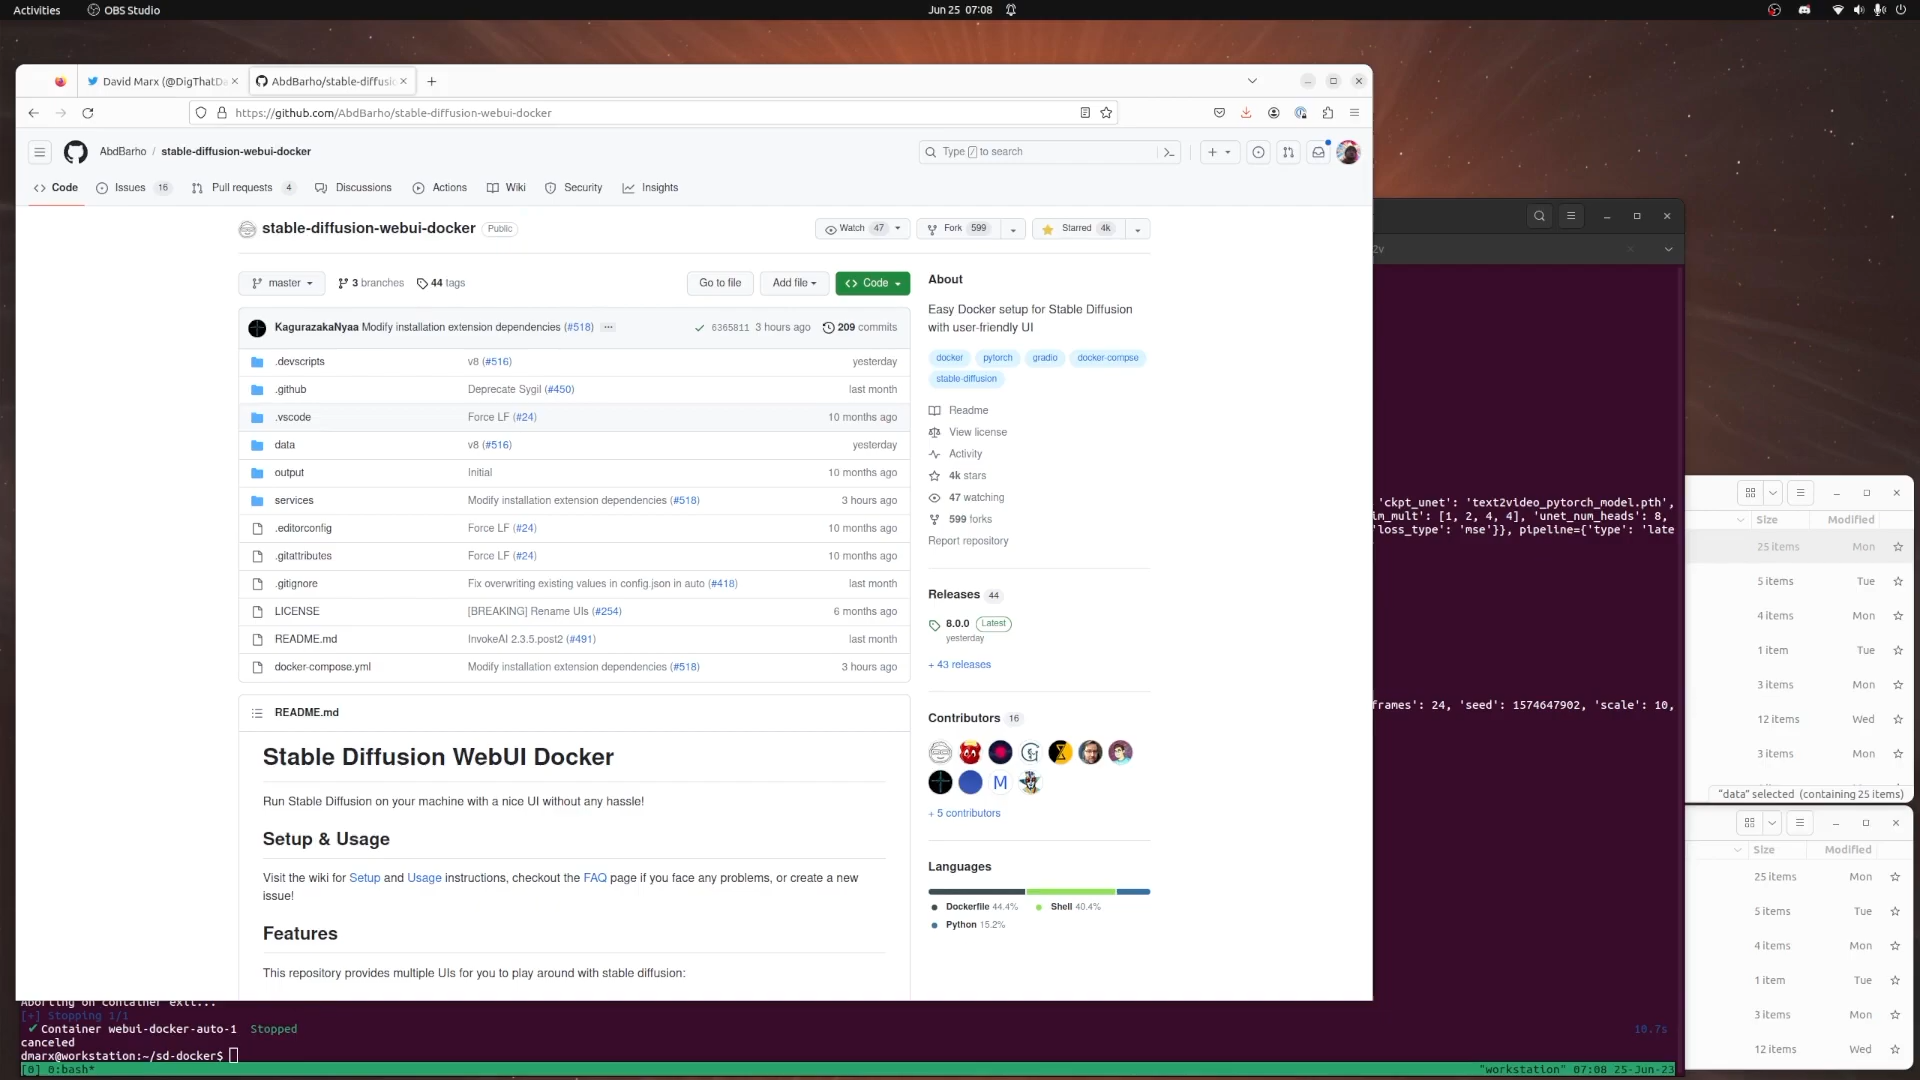 Activities
OBS Studio
Jun 25 07:08
David Marx (@DigThatDa
AbdBarho/stable-diffusio
https://github.com/AbdBarho/stable-diffusion-webui-docker
AbdBarho / stable-diffusion-webui-docker
Type / to search
Code
Issues 16
Pull requests 4
Discussions
Actions
Wiki
Security
Insights
stable-diffusion-webui-docker Public
Watch 47
Fork 599
Starred 4k
master
3 branches
44 tags
Go to file
Add file
Code
KagurazakaNyaa Modify installation extension dependencies (#518) ... 6365811 3 hours ago 209 commits
.devscripts v8 (#516) yesterday
.github Deprecate Sygil (#450) last month
.vscode Force LF (#24) 10 months ago
data v8 (#516) yesterday
output Initial 10 months ago
services Modify installation extension dependencies (#518) 3 hours ago
.editorconfig Force LF (#24) 10 months ago
.gitattributes Force LF (#24) 10 months ago
.gitignore Fix overwriting existing values in config.json in auto (#418) last month
LICENSE [BREAKING] Rename UIs (#254) 6 months ago
README.md InvokeAI 2.3.5.post2 (#491) last month
docker-compose.yml Modify installation extension dependencies (#518) 3 hours ago
README.md
Stable Diffusion WebUI Docker
Run Stable Diffusion on your machine with a nice UI without any hassle!
Setup & Usage
Visit the wiki for Setup and Usage instructions, checkout the FAQ page if you face any problems, or create a new
issue!
Features
This repository provides multiple UIs for you to play around with stable diffusion:
About
Easy Docker setup for Stable Diffusion
with user-friendly UI
docker pytorch gradio docker-compse
stable-diffusion
Readme
View license
Activity
4k stars
47 watching
599 forks
Report repository
Releases 44
8.0.0 Latest
yesterday
+ 43 releases
Contributors 16
M
+ 5 contributors
Languages
Dockerfile 44.4% Shell 40.4%
Python 15.2%
2v
'ckpt_unet': 'text2video_pytorch_model.pth',
im_mult': [1, 2, 4, 4], 'unet_num_heads': 8,
'loss_type': 'mse'}}, pipeline={'type': 'late
frames': 24, 'seed': 1574647902, 'scale': 10,
Size Modified
25 items Mon
5 items Tue
4 items Mon
1 item Tue
3 items Mon
12 items Wed
3 items Mon
"data" selected (containing 25 items)
Size Modified
25 items Mon
5 items Tue
4 items Mon
1 item Tue
3 items Mon
12 items Wed
Aborting on container exit...
[+] Stopping 1/1
✔ Container webui-docker-auto-1 Stopped 10.7s
canceled
dmarx@workstation:~/sd-docker$
[0] 0:bash* "workstation" 07:08 25-Jun-23